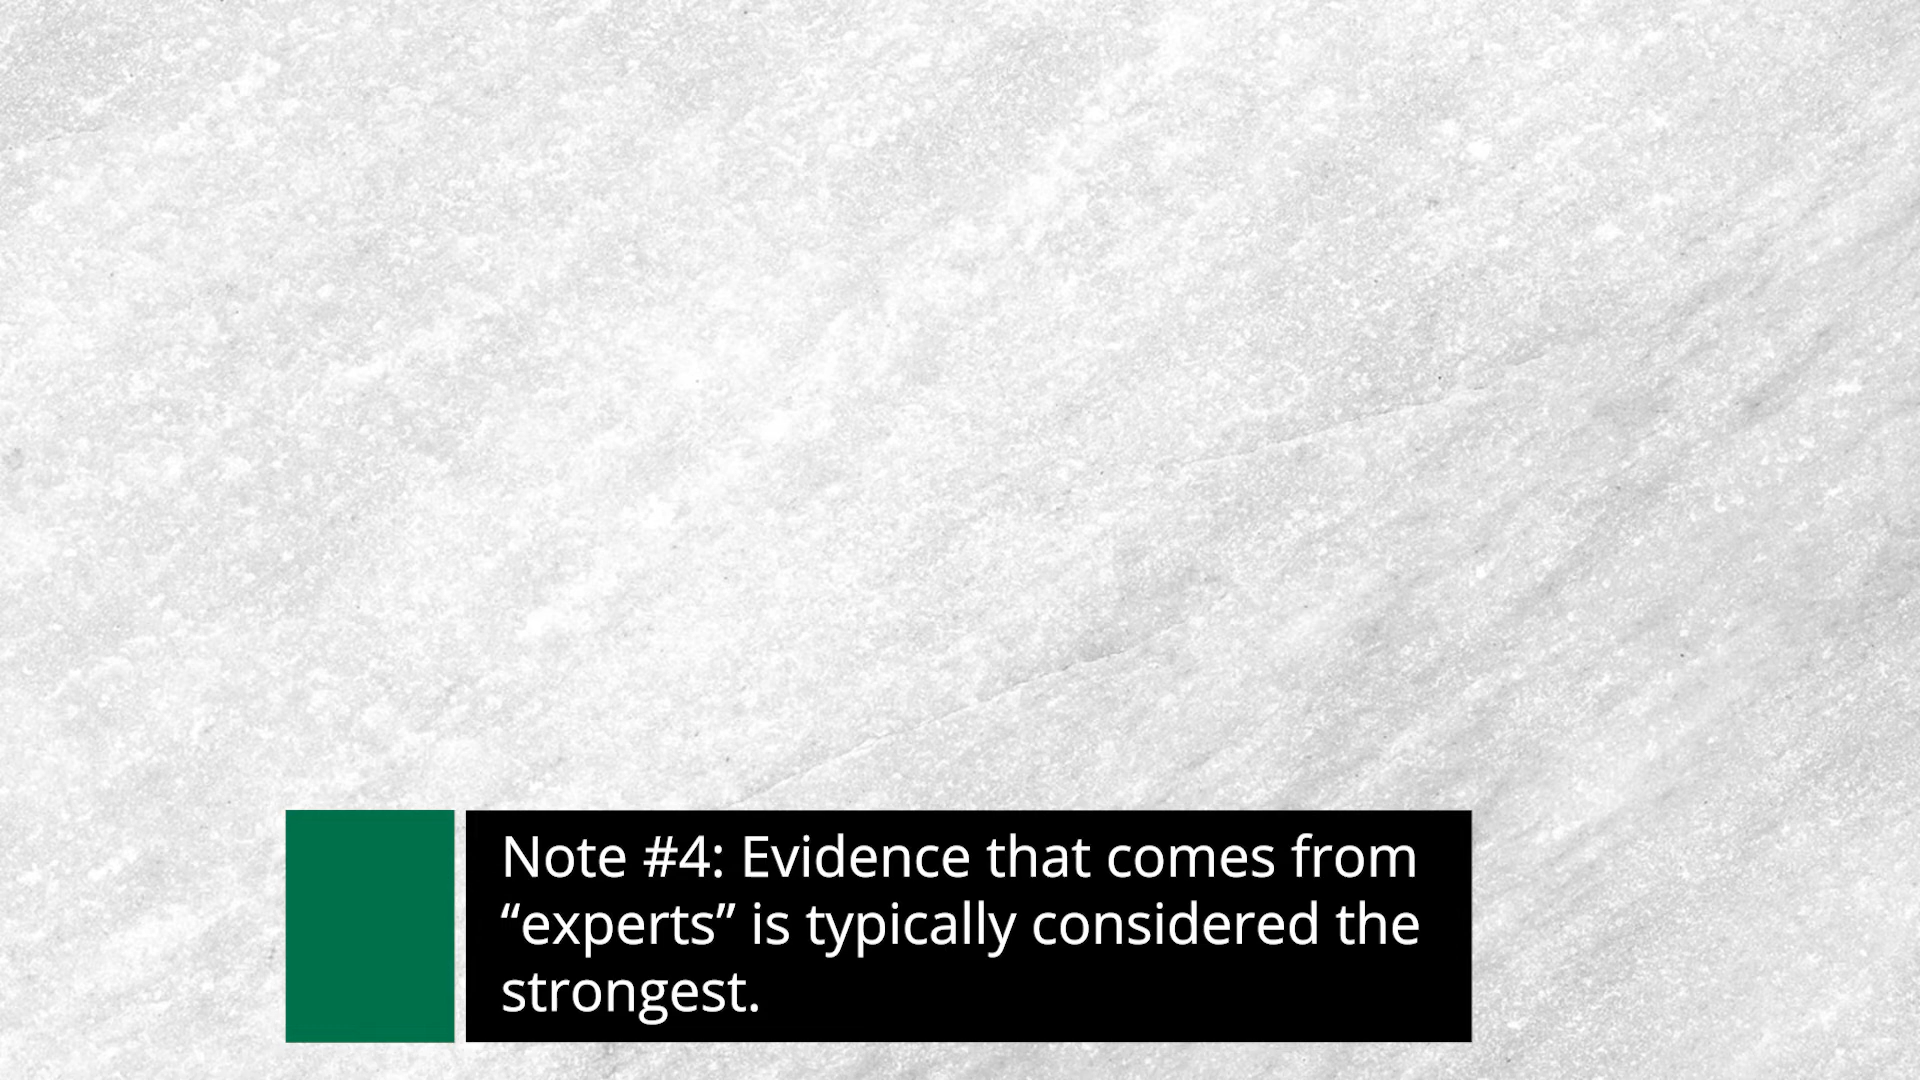 Note #4: Evidence that comes from
“experts” is typically considered the
strongest.